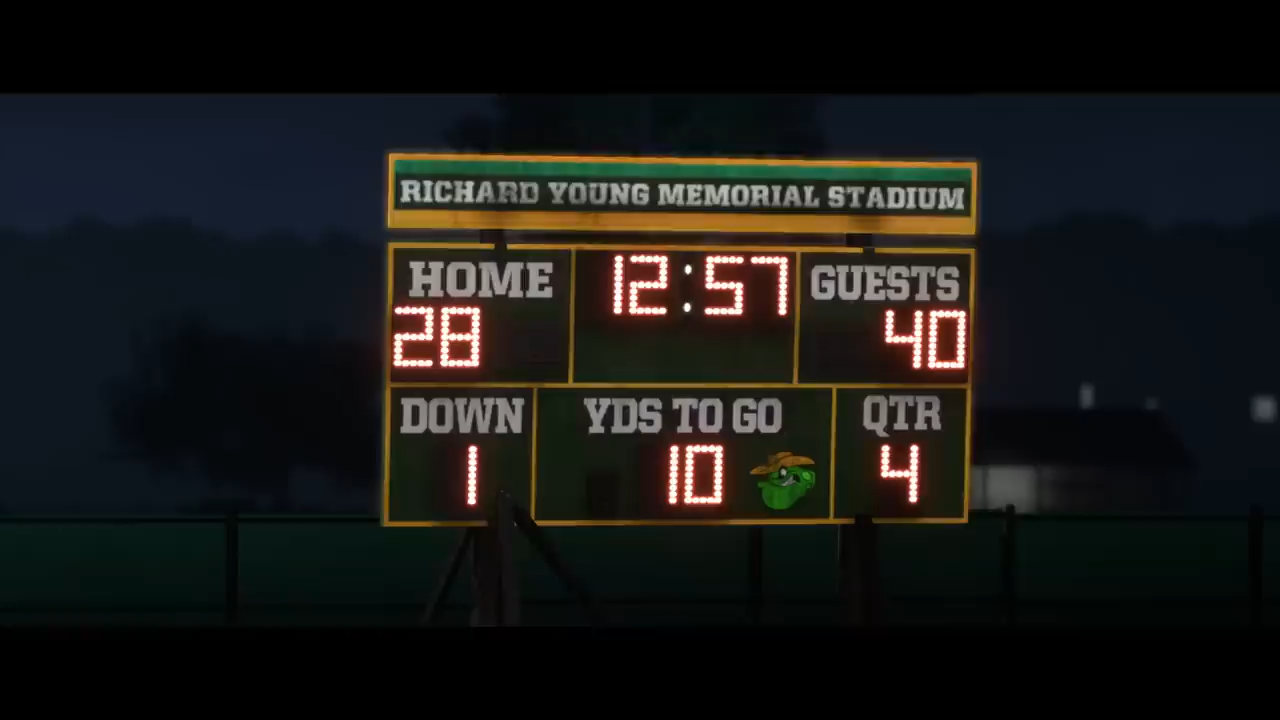 RICHARD YOUNG MEMORIAL STADIUM
HOME 12:57 GUESTS
28 40
DOWN YDS TO GO QTR
1 10 4